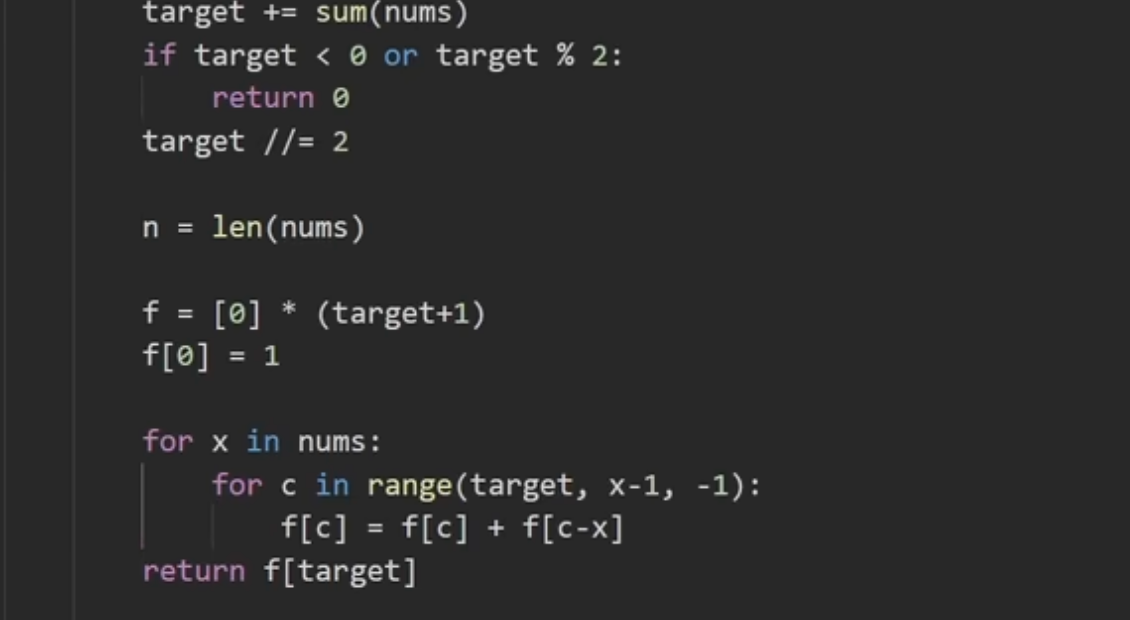 target += sum(nums)
if target < 0 or target % 2:
return 0
target //= 2
n = len(nums)
f = [0] * (target+1)
f[0] = 1
for x in nums:
for c in range(target, x-1, -1):
f[c] = f[c] + f[c-x]
return f[target]